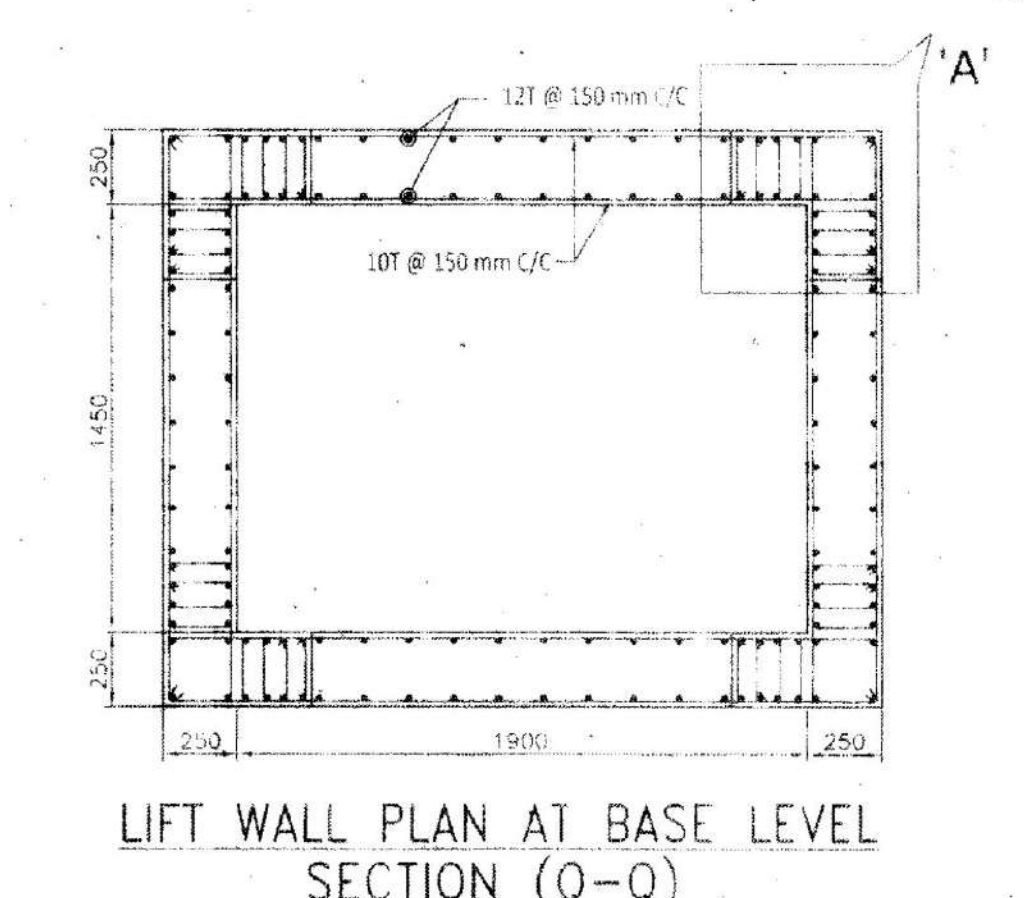 'A'
12T @ 150 mm C/C
250
10T @ 150 mm C/C
1450
250
250 1900 250
LIFT WALL PLAN AT BASE LEVEL
SECTION (Q-Q)